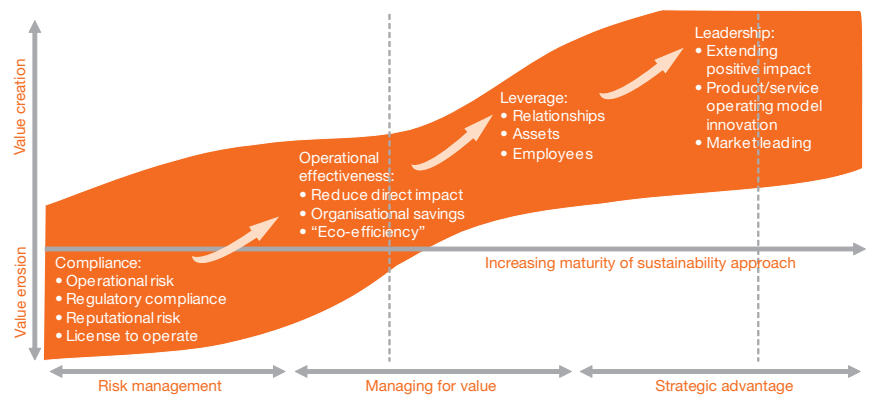 Value creation
Value erosion
Compliance:
• Operational risk
• Regulatory compliance
• Reputational risk
• License to operate
Operational
effectiveness:
• Reduce direct impact
• Organisational savings
• “Eco-efficiency”
Leverage:
• Relationships
• Assets
• Employees
Leadership:
• Extending
positive impact
• Product/service
operating model
innovation
• Market leading
Increasing maturity of sustainability approach
Risk management
Managing for value
Strategic advantage